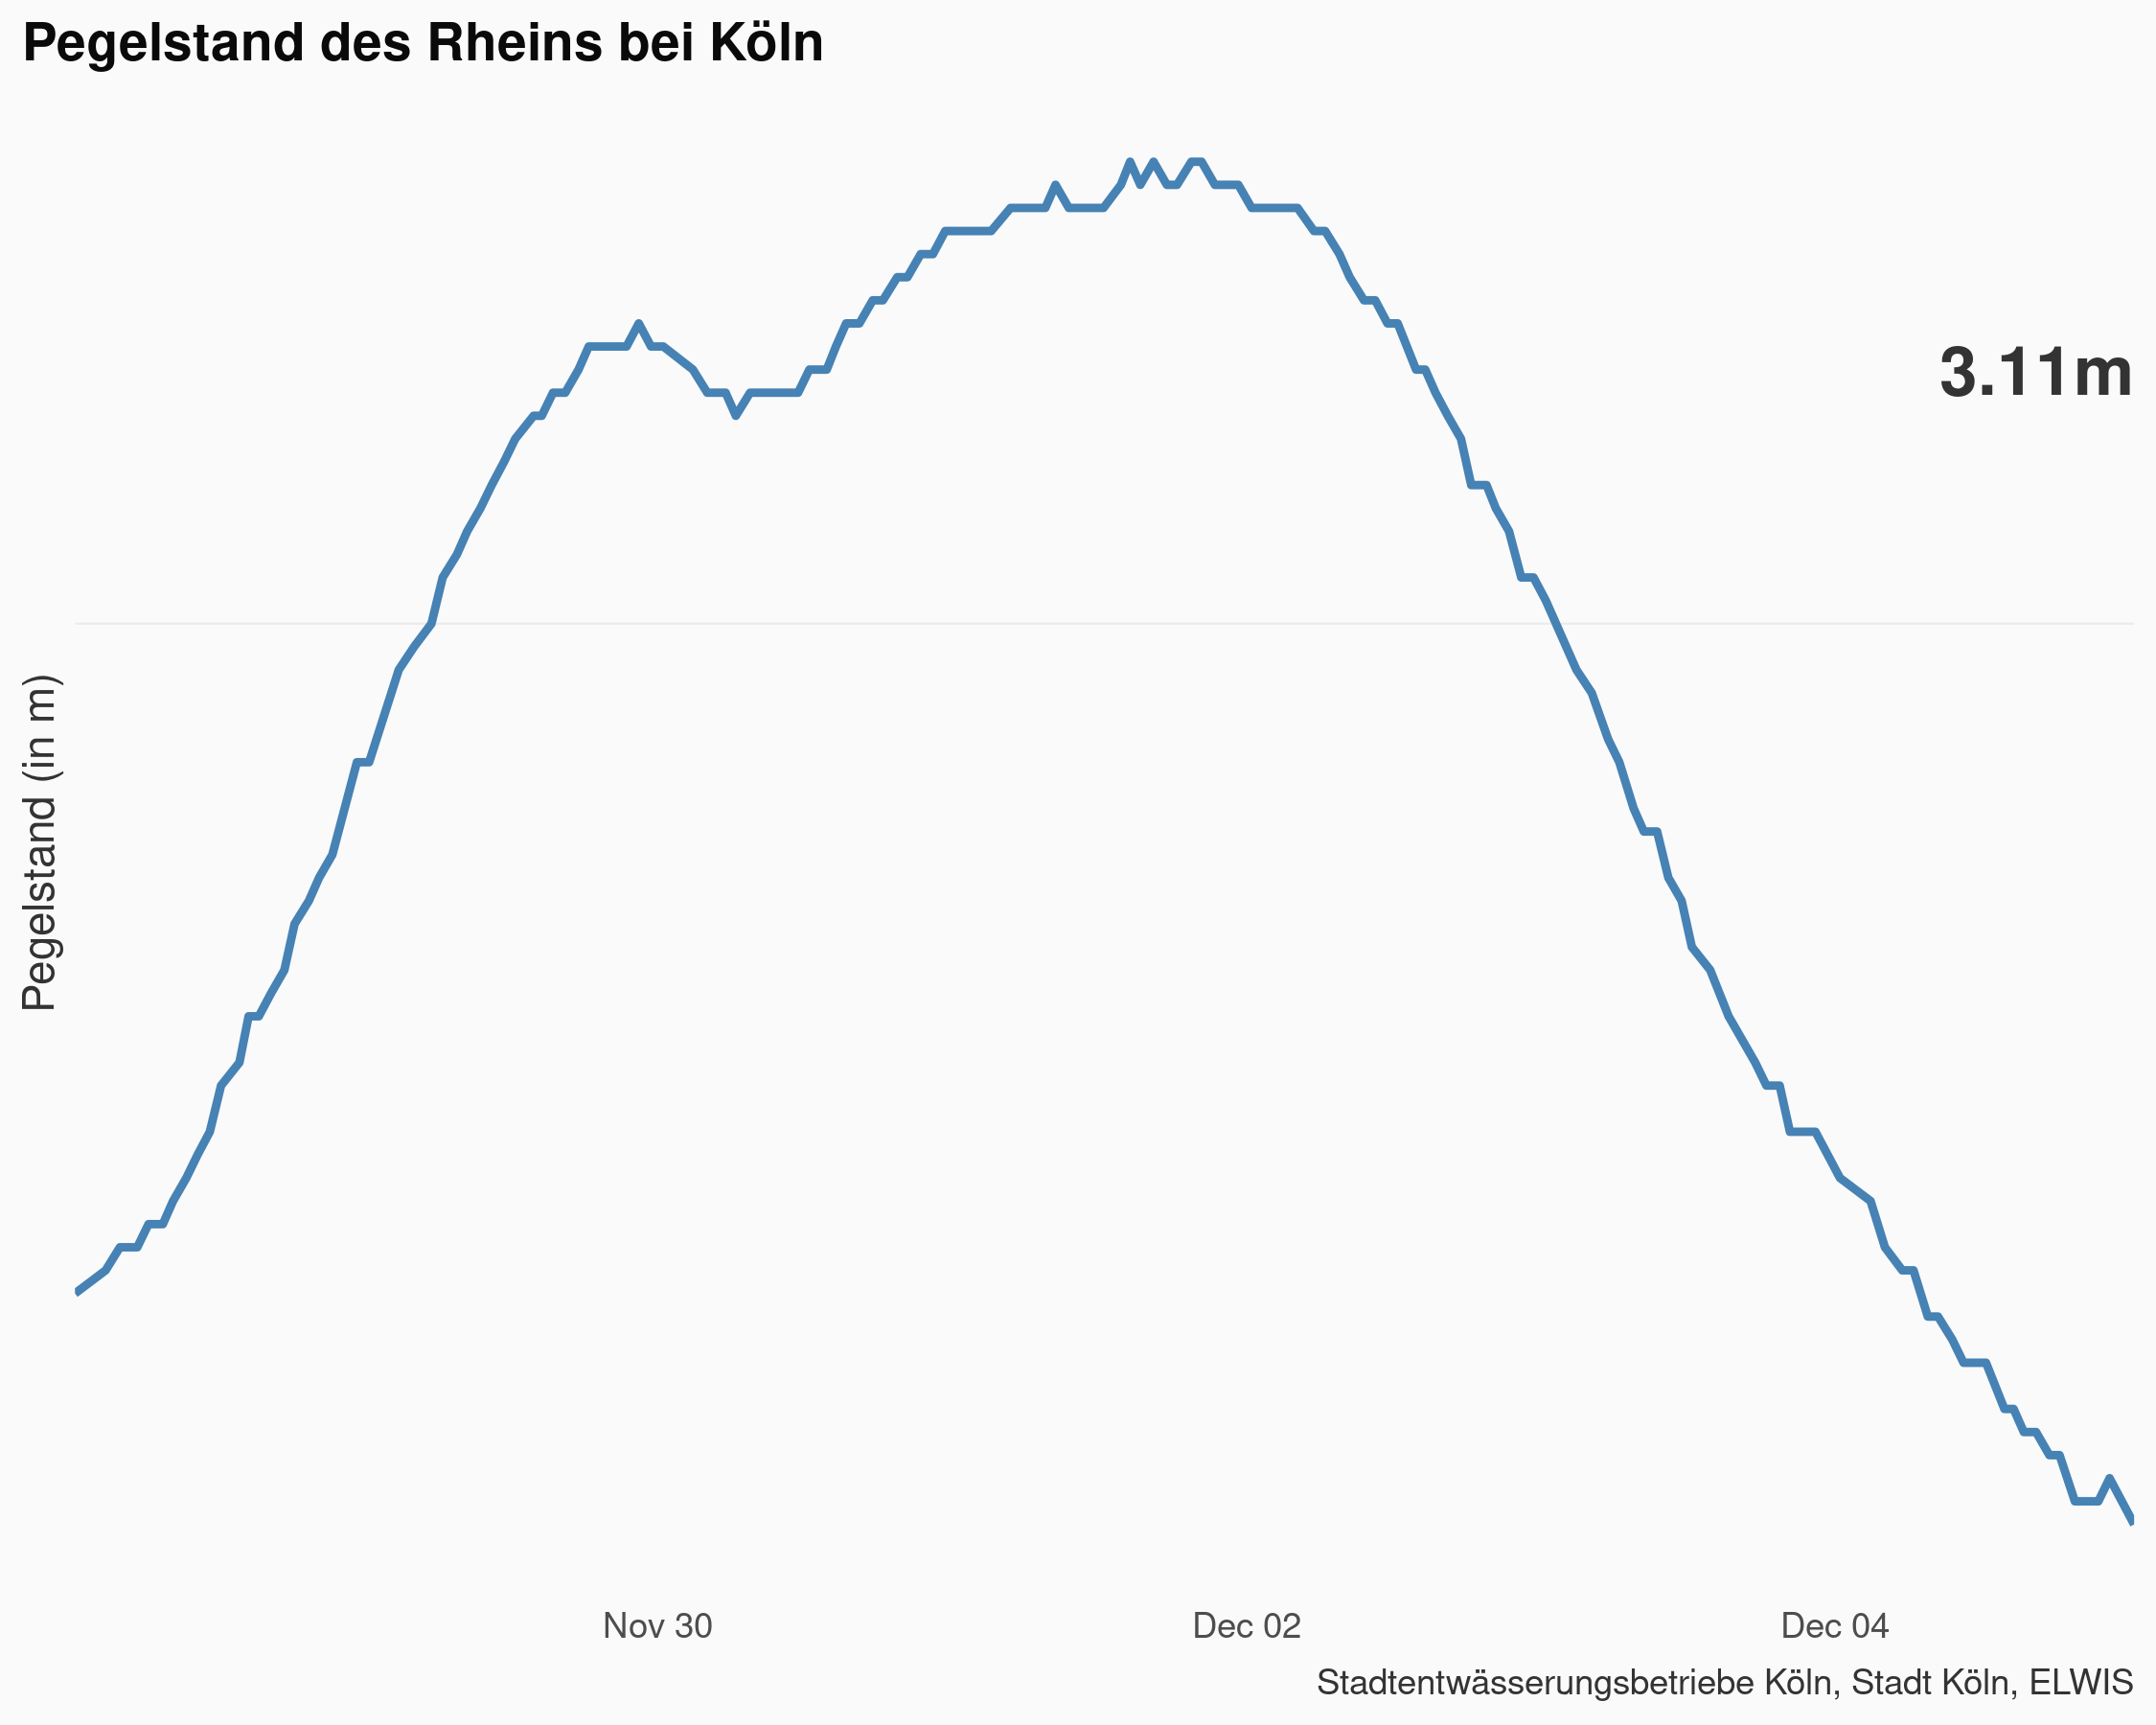 Pegelstand des Rheins bei Köln
3.11m
Pegelstand (in m)
Nov 30
Dec 02
Dec 04
Stadtentwässerungsbetriebe Köln, Stadt Köln, ELWIS